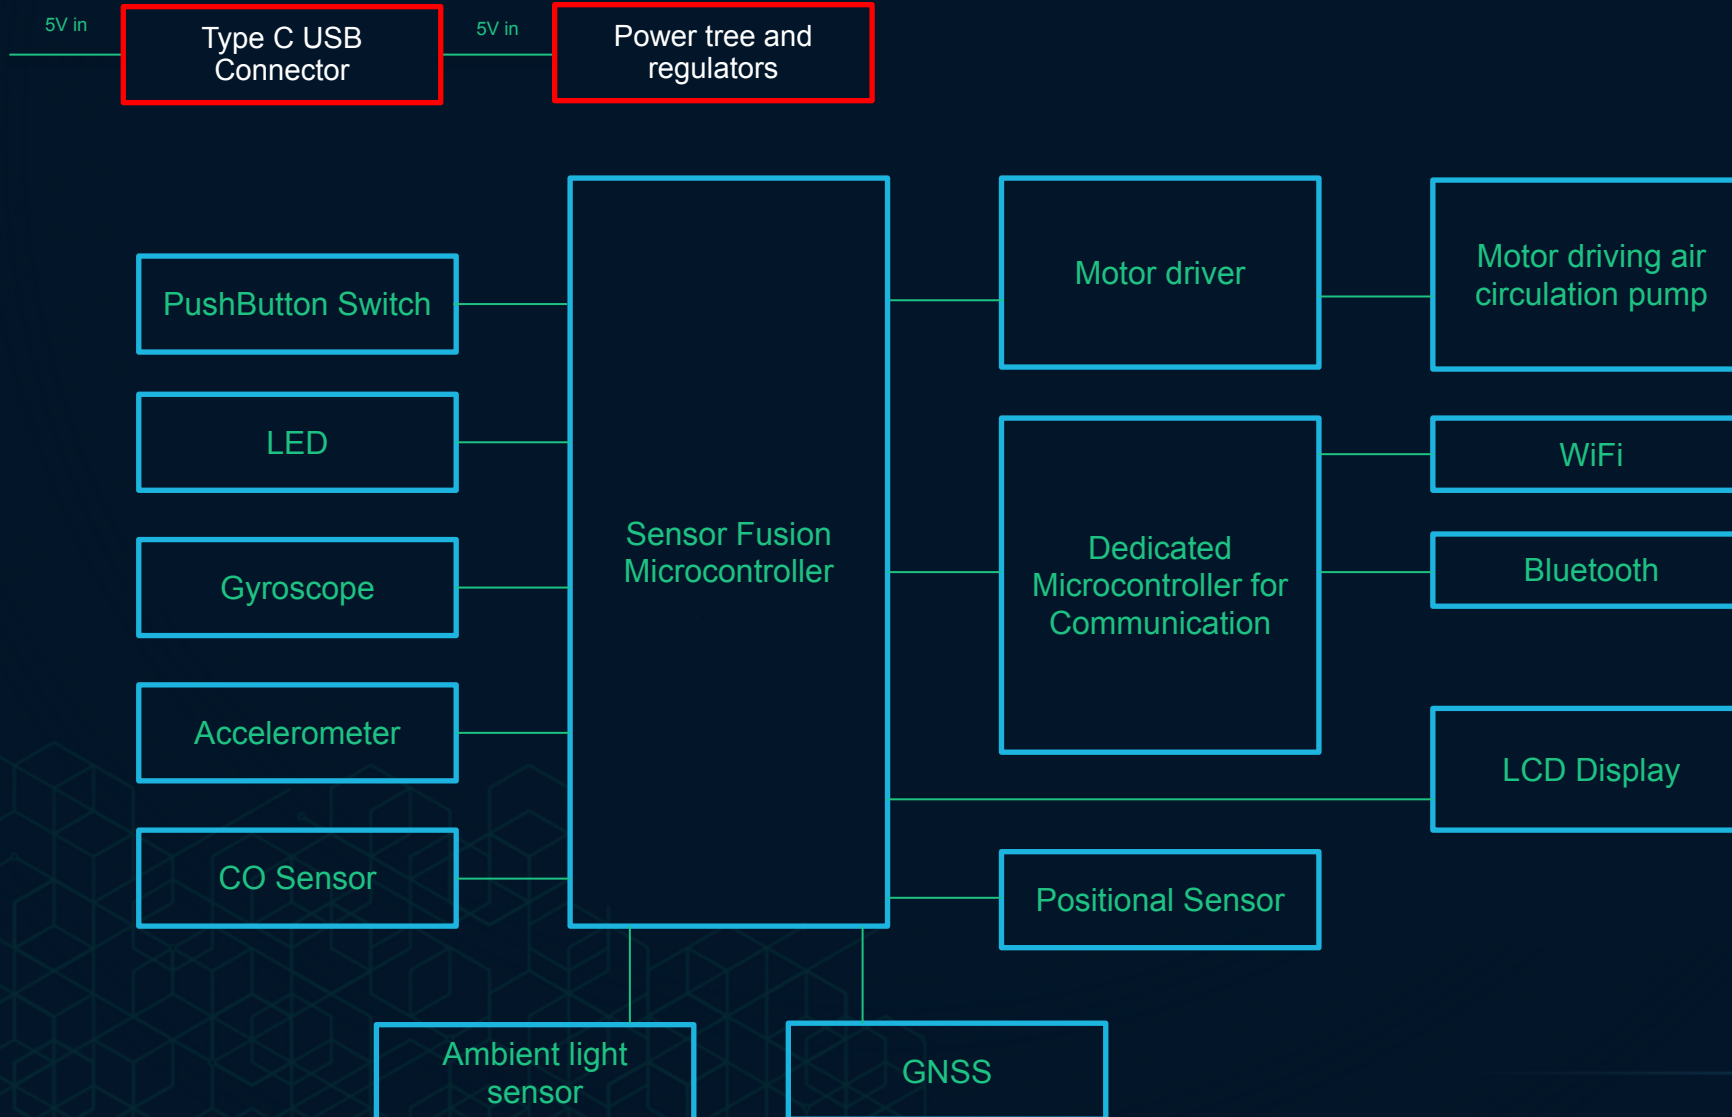 5V in
Type C USB
Connector
5V in
Power tree and
regulators
PushButton Switch
LED
Gyroscope
Accelerometer
CO Sensor
Sensor Fusion
Microcontroller
Motor driver
Motor driving air
circulation pump
Dedicated
Microcontroller for
Communication
WiFi
Bluetooth
LCD Display
Positional Sensor
Ambient light
sensor
GNSS